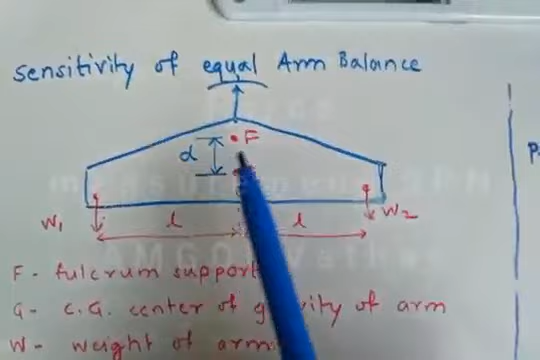 Sensitivity of equal Arm Balance
F
d
W1 l l W2
F - fulcrum support
G - C.G. center of gravity of arm
W - weight of arm